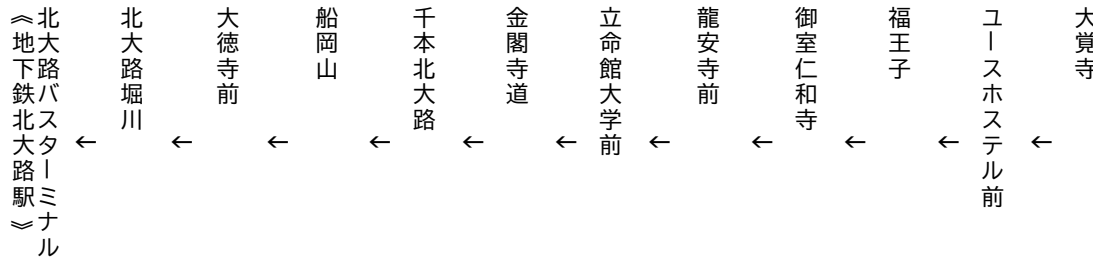 大覚寺
←
ユースホステル前
←
福王子
←
御室仁和寺
←
龍安寺前
←
立命館大学前
←
金閣寺道
←
千本北大路
←
船岡山
←
大徳寺前
←
北大路堀川
←
北大路バスターミナル
《地下鉄北大路駅》